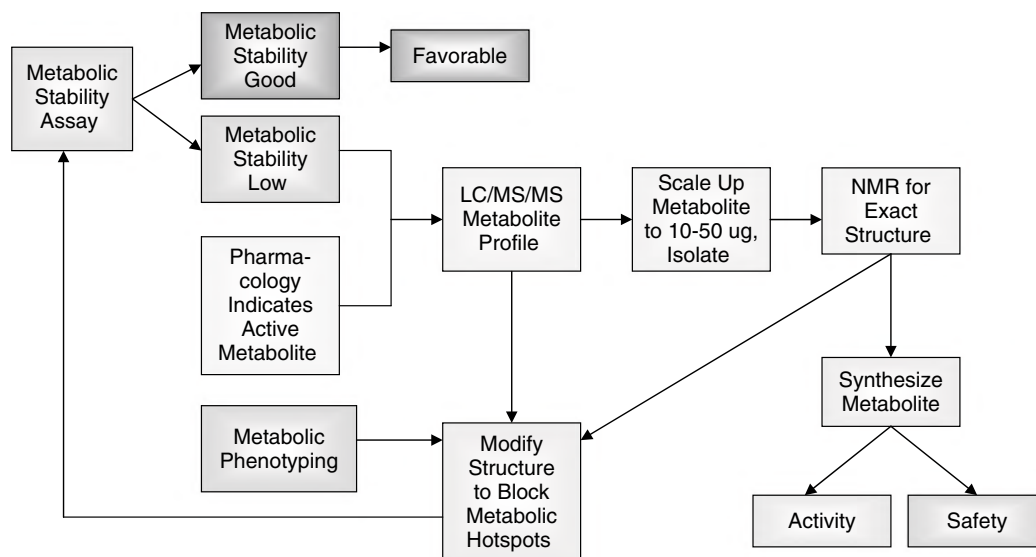 Metabolic
Stability
Assay
Metabolic
Stability
Good
Favorable
Metabolic
Stability
Low
Pharma-
cology
Indicates
Active
Metabolite
LC/MS/MS
Metabolite
Profile
Scale Up
Metabolite
to 10-50 ug,
Isolate
NMR for
Exact
Structure
Metabolic
Phenotyping
Modify
Structure
to Block
Metabolic
Hotspots
Synthesize
Metabolite
Activity
Safety